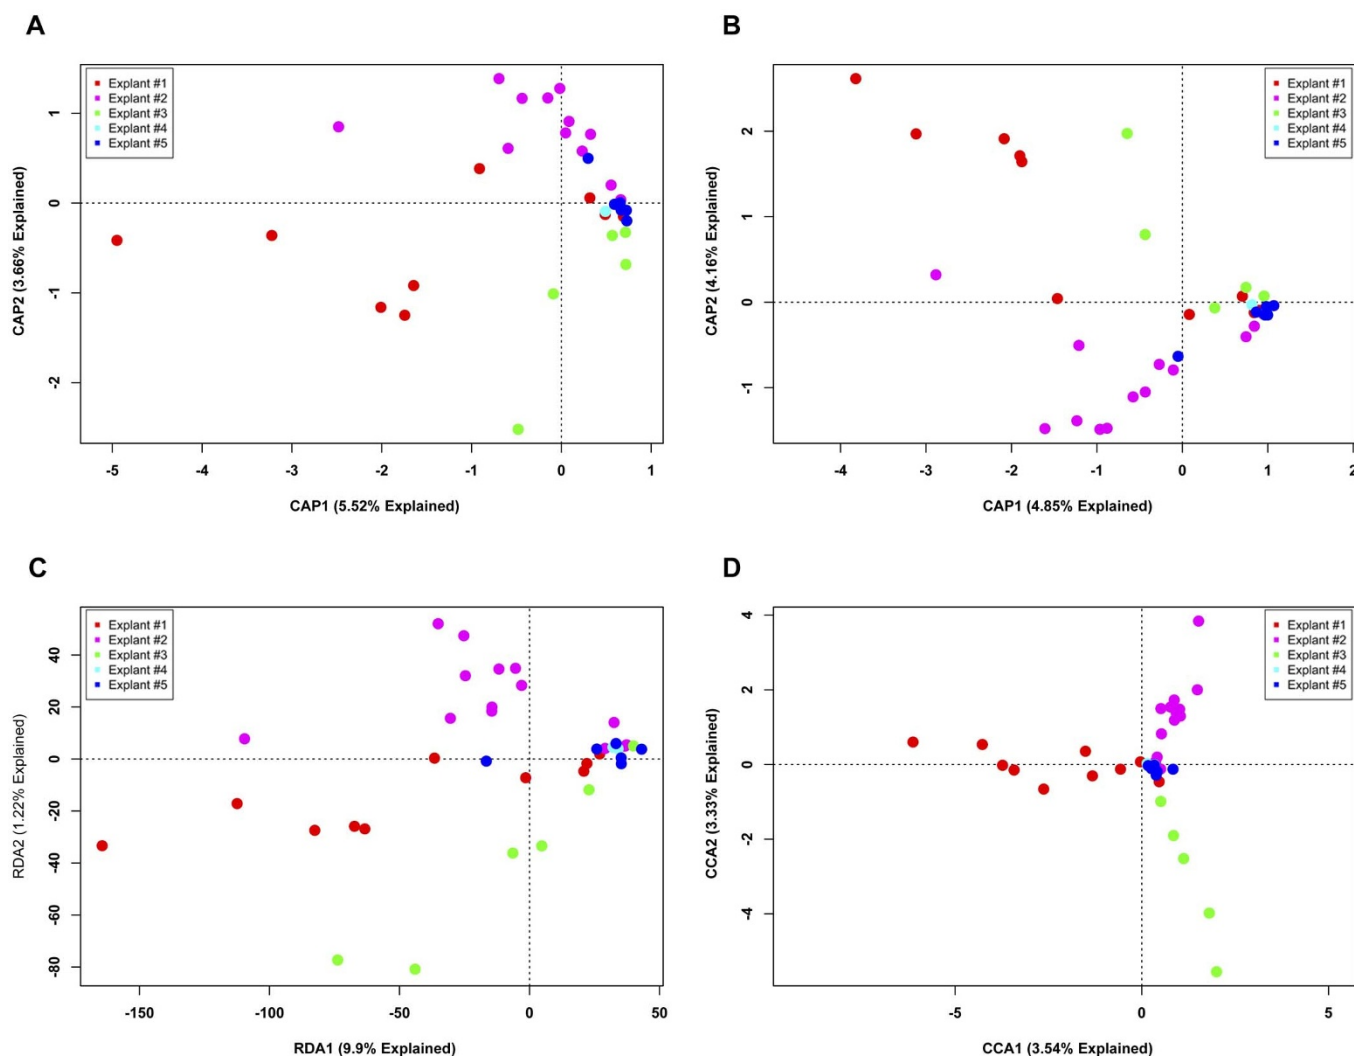 A
Explant #1
Explant #2
Explant #3
Explant #4
Explant #5
1
0
-1
-2
CAP2 (3.66% Explained)
-5 -4 -3 -2 -1 0 1
CAP1 (5.52% Explained)
B
Explant #1
Explant #2
Explant #3
Explant #4
Explant #5
2
1
0
-1
CAP2 (4.16% Explained)
-4 -3 -2 -1 0 1 2
CAP1 (4.85% Explained)
C
Explant #1
Explant #2
Explant #3
Explant #4
Explant #5
40
20
0
-20
-40
-60
-80
RDA2 (1.22% Explained)
-150 -100 -50 0 50
RDA1 (9.9% Explained)
D
Explant #1
Explant #2
Explant #3
Explant #4
Explant #5
4
2
0
-2
-4
CCA2 (3.33% Explained)
-5 0 5
CCA1 (3.54% Explained)